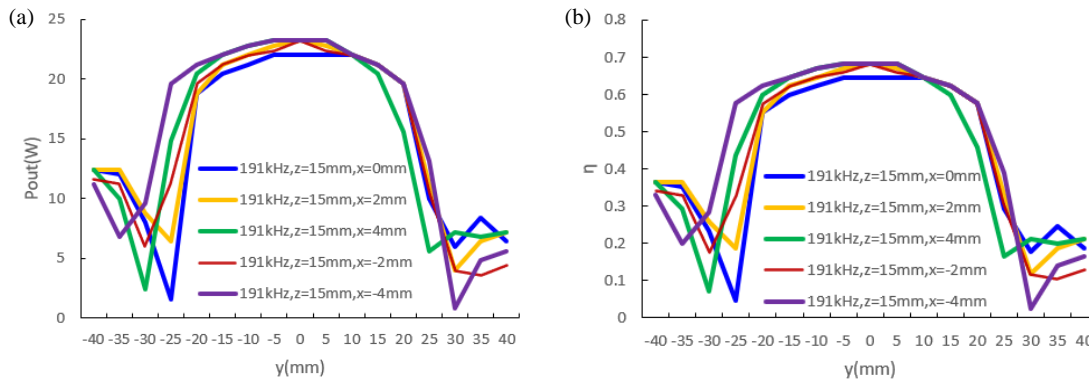 (a)
25
20
15
10
5
0
Pout(W)
191kHz,z=15mm,x=0mm
191kHz,z=15mm,x=2mm
191kHz,z=15mm,x=4mm
191kHz,z=15mm,x=-2mm
191kHz,z=15mm,x=-4mm
-40 -35 -30 -25 -20 -15 -10 -5 0 5 10 15 20 25 30 35 40
y(mm)
(b)
0.8
0.7
0.6
0.5
0.4
0.3
0.2
0.1
0
η
191kHz,z=15mm,x=0mm
191kHz,z=15mm,x=2mm
191kHz,z=15mm,x=4mm
191kHz,z=15mm,x=-2mm
191kHz,z=15mm,x=-4mm
-40 -35 -30 -25 -20 -15 -10 -5 0 5 10 15 20 25 30 35 40
y(mm)